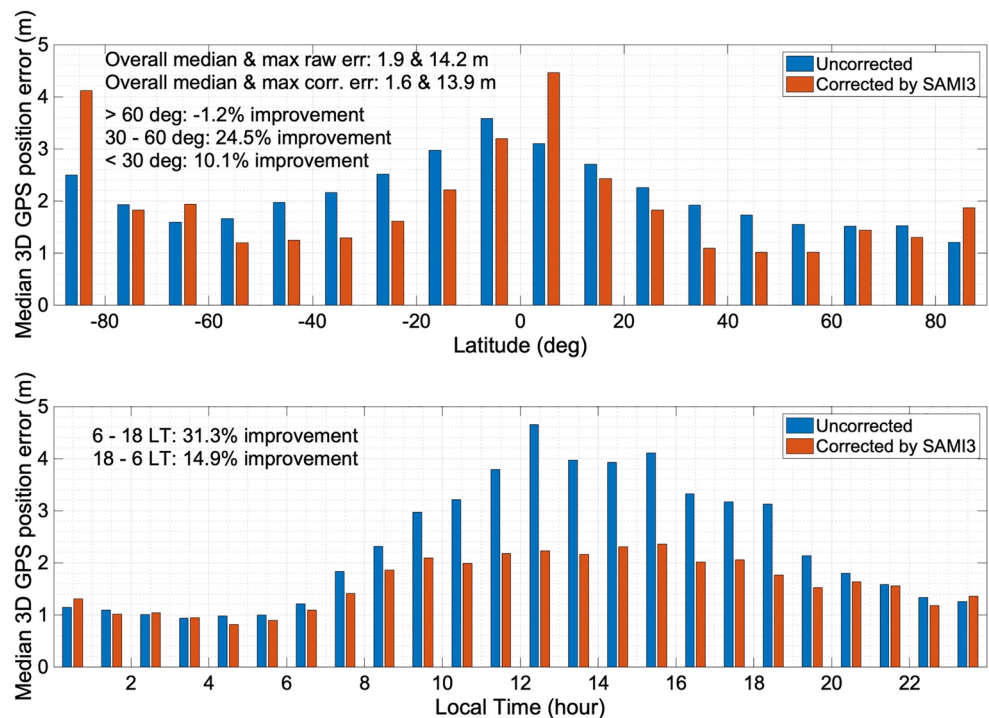 Median 3D GPS position error (m)
5
4
3
2
1
0
Overall median & max raw err: 1.9 & 14.2 m
Overall median & max corr. err: 1.6 & 13.9 m
> 60 deg: -1.2% improvement
30 - 60 deg: 24.5% improvement
< 30 deg: 10.1% improvement
Uncorrected
Corrected by SAMI3
-80 -60 -40 -20 0 20 40 60 80
Latitude (deg)
Median 3D GPS position error (m)
5
4
3
2
1
0
6 - 18 LT: 31.3% improvement
18 - 6 LT: 14.9% improvement
Uncorrected
Corrected by SAMI3
2 4 6 8 10 12 14 16 18 20 22
Local Time (hour)